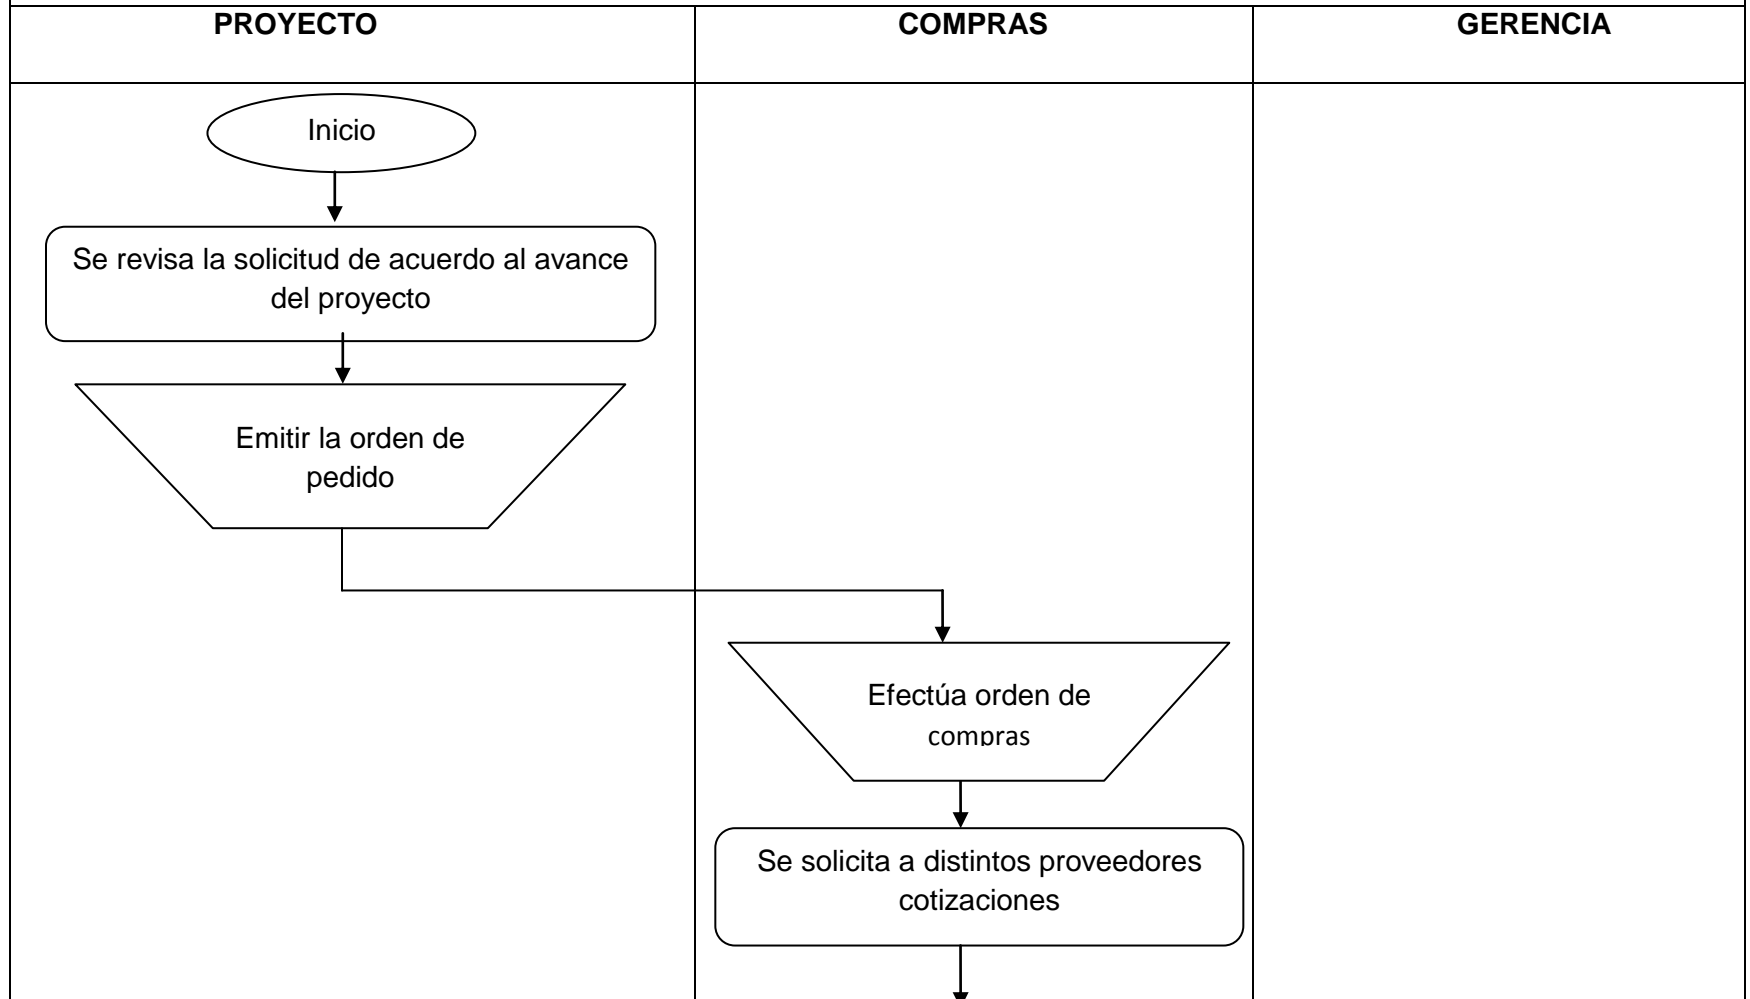 PROYECTO
COMPRAS
GERENCIA
Inicio
Se revisa la solicitud de acuerdo al avance
del proyecto
Emitir la orden de
pedido
Efectúa orden de
compras
Se solicita a distintos proveedores
cotizaciones